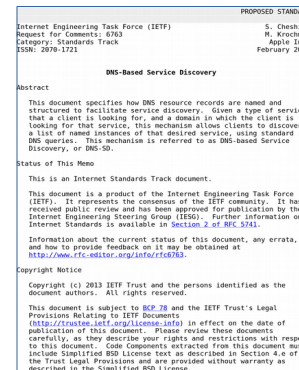 PROPOSED STANDA
Internet Engineering Task Force (IETF) S. Cheshi
Request for Comments: 6763 M. Krochm
Category: Standards Track Apple In
ISSN: 2070-1721 February 20
DNS-Based Service Discovery
Abstract
This document specifies how DNS resource records are named and
structured to facilitate service discovery. Given a type of servic
that a client is looking for, and a domain in which the client is
looking for that service, this mechanism allows clients to discove
a list of named instances of that desired service, using standard
DNS queries. This mechanism is referred to as DNS-based Service
Discovery, or DNS-SD.
Status of This Memo
This is an Internet Standards Track document.
This document is a product of the Internet Engineering Task Force
(IETF). It represents the consensus of the IETF community. It has
received public review and has been approved for publication by th
Internet Engineering Steering Group (IESG). Further information on
Internet Standards is available in Section 2 of RFC 5741.
Information about the current status of this document, any errata,
and how to provide feedback on it may be obtained at
http://www.rfc-editor.org/info/rfc6763.
Copyright Notice
Copyright (c) 2013 IETF Trust and the persons identified as the
document authors. All rights reserved.
This document is subject to BCP 78 and the IETF Trust's Legal
Provisions Relating to IETF Documents
(http://trustee.ietf.org/license-info) in effect on the date of
publication of this document. Please review these documents
carefully, as they describe your rights and restrictions with respe
to this document. Code Components extracted from this document mus
include Simplified BSD License text as described in Section 4.e of
the Trust Legal Provisions and are provided without warranty as
described in the Simplified BSD License.